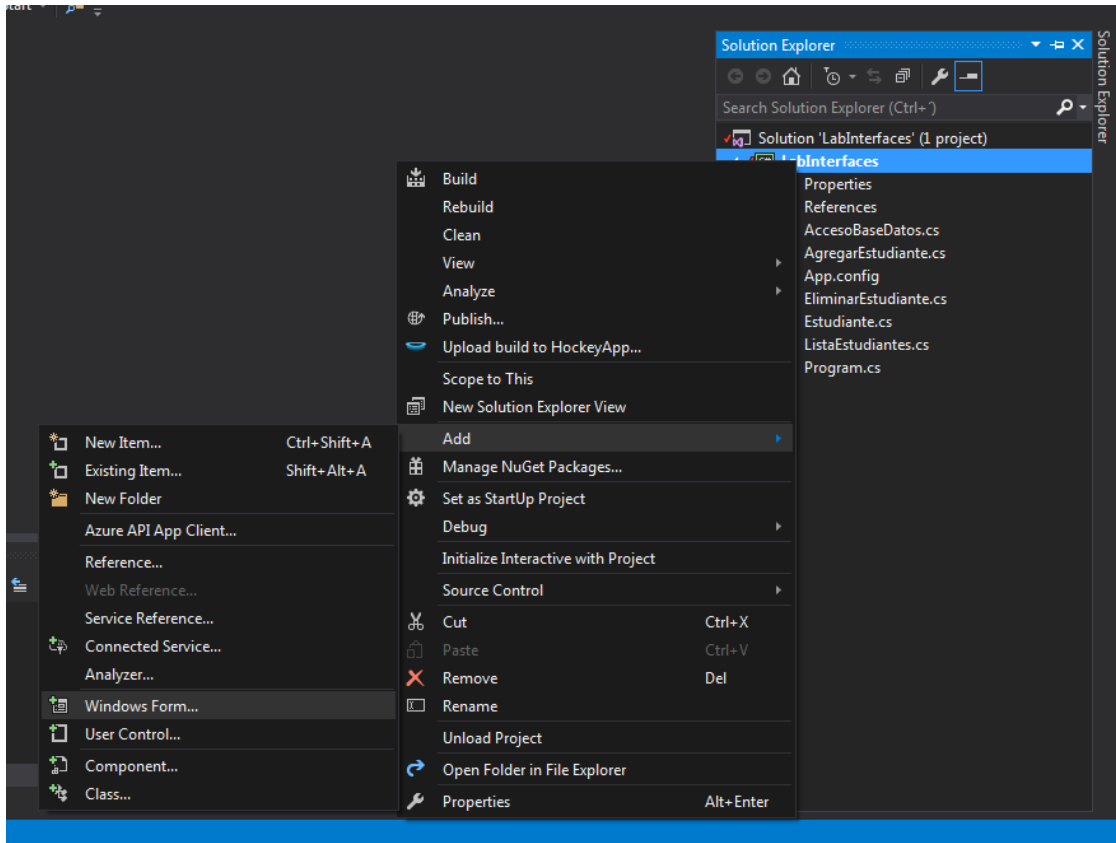 Solution Explorer
Solution Explorer
Search Solution Explorer (Ctrl+´)
Solution 'LabInterfaces' (1 project)
LabInterfaces
Properties
References
AccesoBaseDatos.cs
AgregarEstudiante.cs
App.config
EliminarEstudiante.cs
Estudiante.cs
ListaEstudiantes.cs
Program.cs
Build
Rebuild
Clean
View
Analyze
Publish...
Upload build to HockeyApp...
Scope to This
New Solution Explorer View
Add
Manage NuGet Packages...
Set as StartUp Project
Debug
Initialize Interactive with Project
Source Control
Cut Ctrl+X
Paste Ctrl+V
Remove Del
Rename
Unload Project
Open Folder in File Explorer
Properties Alt+Enter
New Item... Ctrl+Shift+A
Existing Item... Shift+Alt+A
New Folder
Azure API App Client...
Reference...
Web Reference...
Service Reference...
Connected Service...
Analyzer...
Windows Form...
User Control...
Component...
Class...